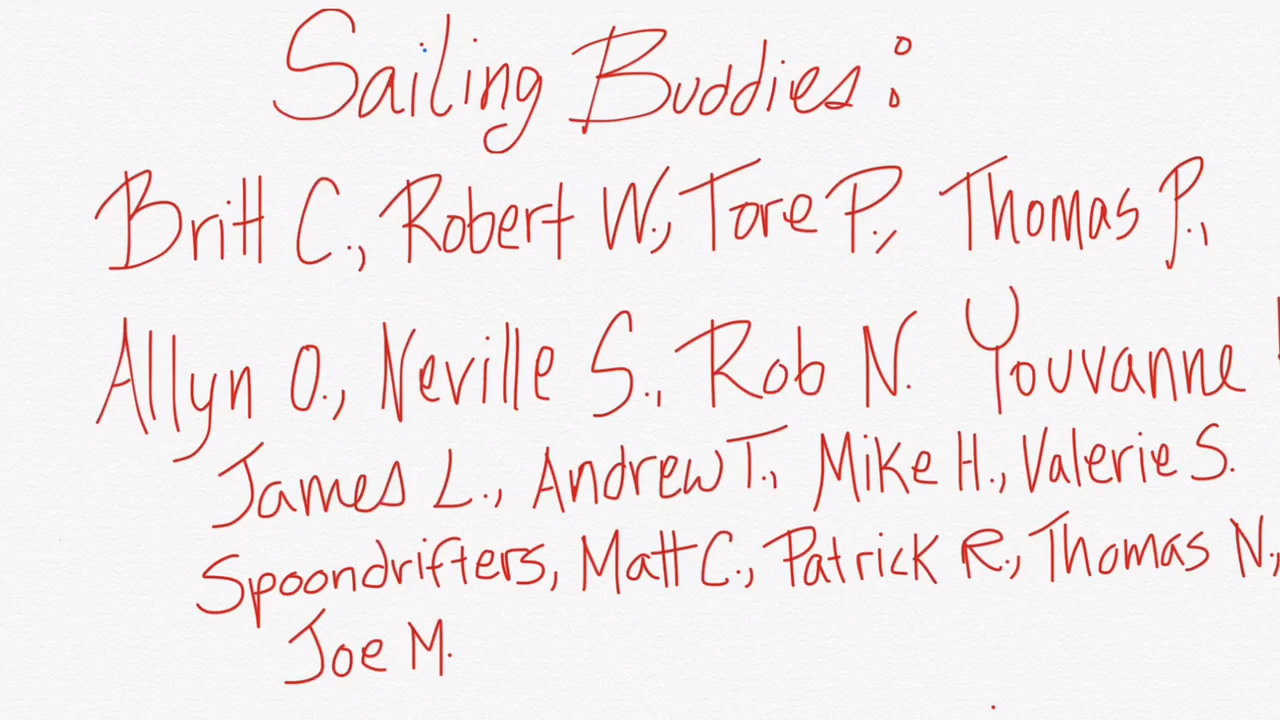 Sailing Buddies:
Britt C., Robert W., Tore P., Thomas P.,
Allyn O., Neville S., Rob N. Youvanne
James L., Andrew T., Mike H., Valerie S.
Spoondrifters, Matt C., Patrick R., Thomas N.,
Joe M.